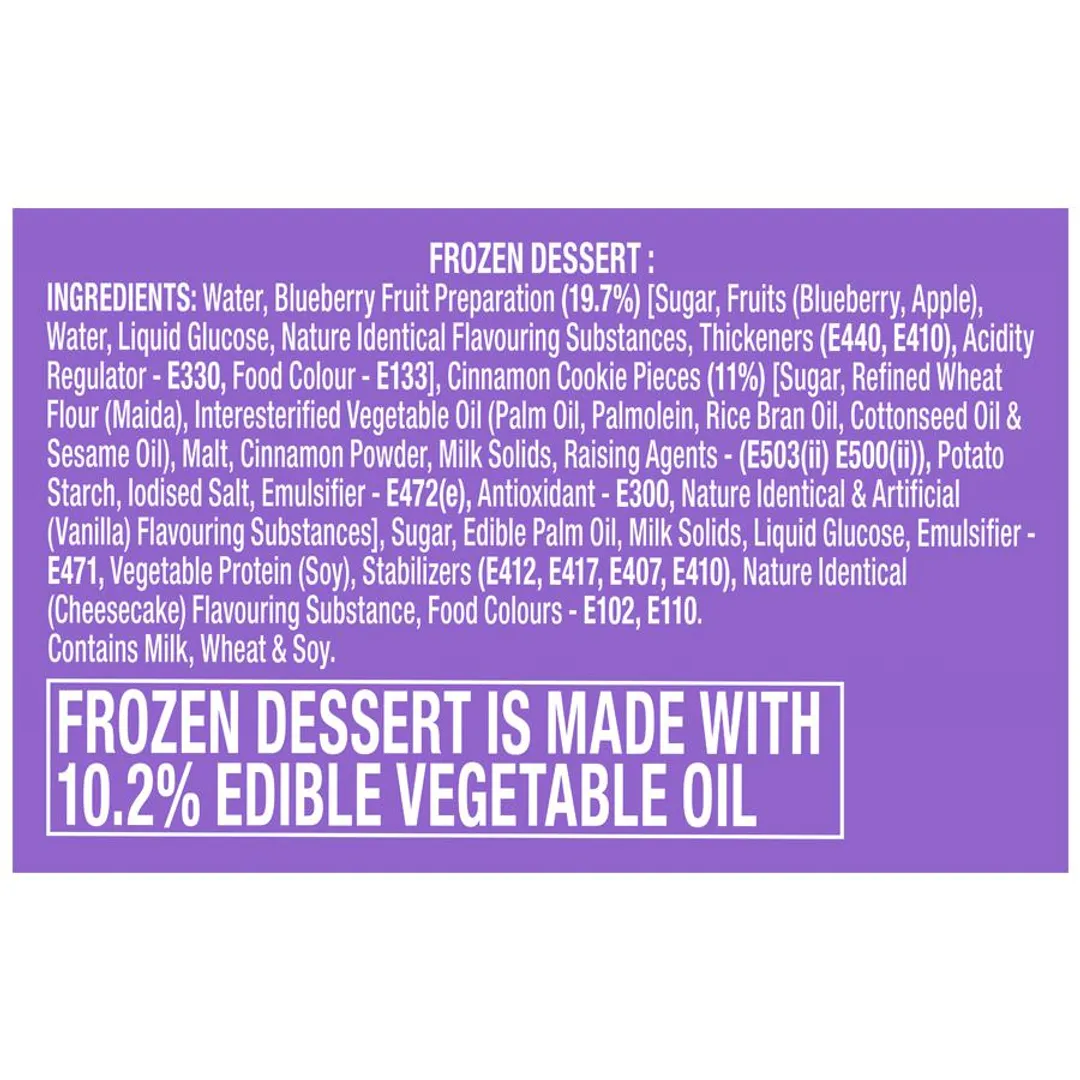 FROZEN DESSERT :
INGREDIENTS: Water, Blueberry Fruit Preparation (19.7%) [Sugar, Fruits (Blueberry, Apple),
Water, Liquid Glucose, Nature Identical Flavouring Substances, Thickeners (E440, E410), Acidity
Regulator - E330, Food Colour - E133], Cinnamon Cookie Pieces (11%) [Sugar, Refined Wheat
Flour (Maida), Interesterified Vegetable Oil (Palm Oil, Palmolein, Rice Bran Oil, Cottonseed Oil &
Sesame Oil), Malt, Cinnamon Powder, Milk Solids, Raising Agents - (E503(ii) E500(ii)), Potato
Starch, Iodised Salt, Emulsifier - E472(e), Antioxidant - E300, Nature Identical & Artificial
(Vanilla) Flavouring Substances], Sugar, Edible Palm Oil, Milk Solids, Liquid Glucose, Emulsifier -
E471, Vegetable Protein (Soy), Stabilizers (E412, E417, E407, E410), Nature Identical
(Cheesecake) Flavouring Substance, Food Colours - E102, E110.
Contains Milk, Wheat & Soy.
FROZEN DESSERT IS MADE WITH
10.2% EDIBLE VEGETABLE OIL